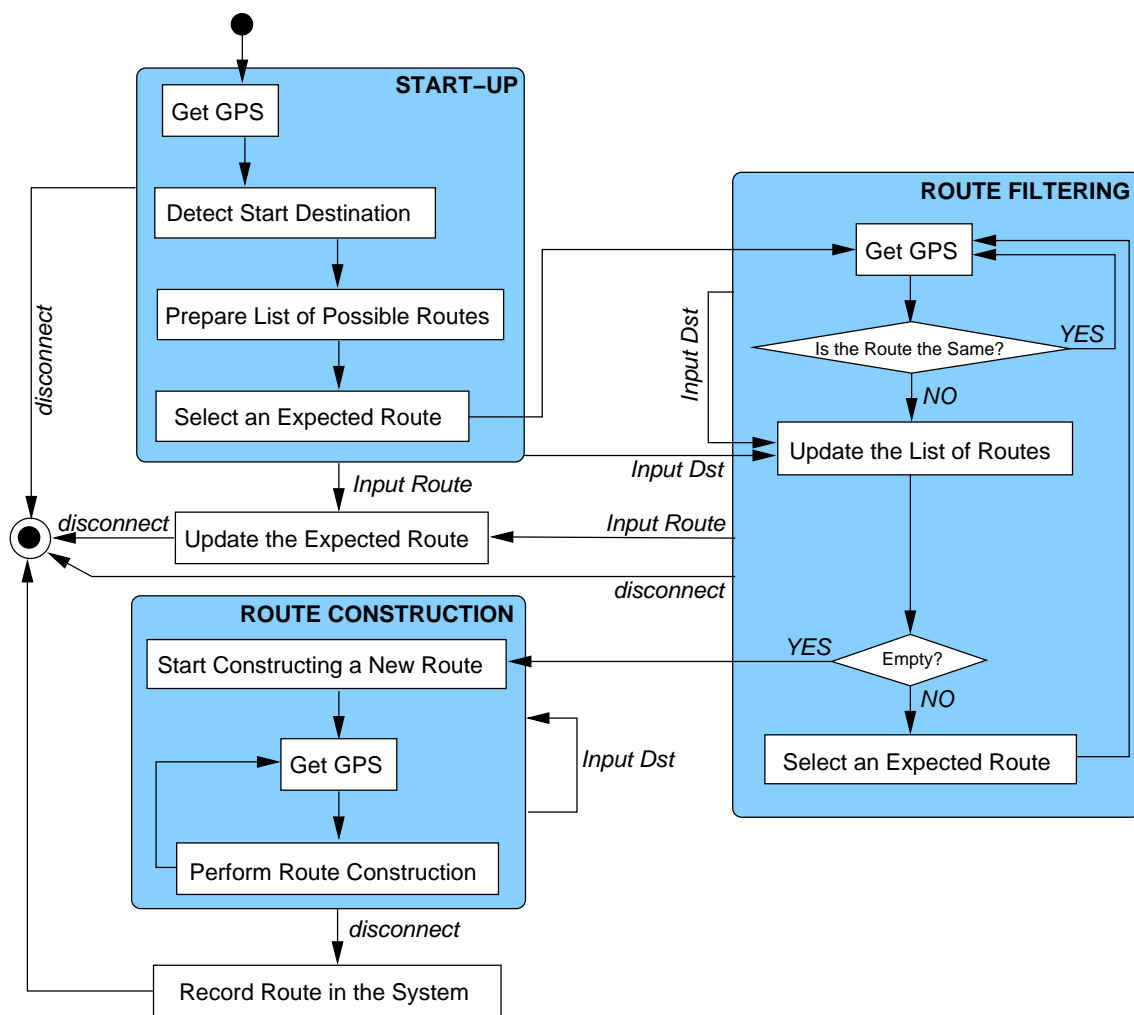 START–UP
Get GPS
Detect Start Destination
Prepare List of Possible Routes
Select an Expected Route
disconnect
Input Route
Input Dst
ROUTE FILTERING
Get GPS
Is the Route the Same?
YES
NO
Input Dst
Update the List of Routes
Input Route
disconnect
Update the Expected Route
disconnect
Empty?
YES
NO
Select an Expected Route
ROUTE CONSTRUCTION
Start Constructing a New Route
Get GPS
Input Dst
Perform Route Construction
disconnect
Record Route in the System